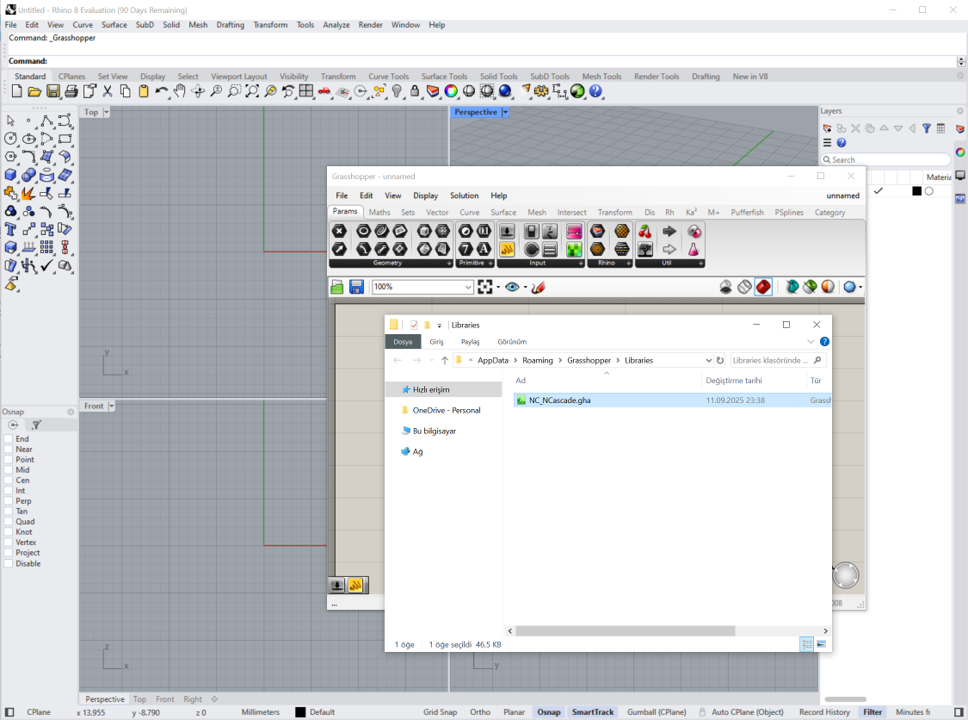 Untitled - Rhino 8 Evaluation (90 Days Remaining)
File Edit View Curve Surface SubD Solid Mesh Drafting Transform Tools Analyze Render Window Help
Command: _Grasshopper
Command:
Standard CPlanes Set View Display Select Viewport Layout Visibility Transform Curve Tools Surface Tools Solid Tools SubD Tools Mesh Tools Render Tools Drafting New in V8
Top
Perspective
Layers
Search
Materia
Grasshopper - unnamed
File Edit View Display Solution Help unnamed
Params Maths Sets Vector Curve Surface Mesh Intersect Transform Dis Rh Ka² M+ Pufferfish PSplines Category
Geometry Primitive Input Rhino Util
100%
Libraries
Dosya Giriş Paylaş Görünüm
AppData Roaming Grasshopper Libraries
Libraries klasöründe ...
Hızlı erişim
OneDrive - Personal
Bu bilgisayar
Ağ
Ad Değiştirme tarihi Tür
NC_NCascade.gha 11.09.2025 23:38 Grassh
1 öğe 1 öğe seçildi 46,5 KB
...
008
y
x
Front
z
x
y
Osnap
End
Near
Point
Mid
Cen
Int
Perp
Tan
Quad
Knot
Vertex
Project
Disable
Perspective Top Front Right
CPlane x 13.955 y -8.790 z 0 Millimeters Default Grid Snap Ortho Planar Osnap SmartTrack Gumball (CPlane) Auto CPlane (Object) Record History Filter Minutes fr